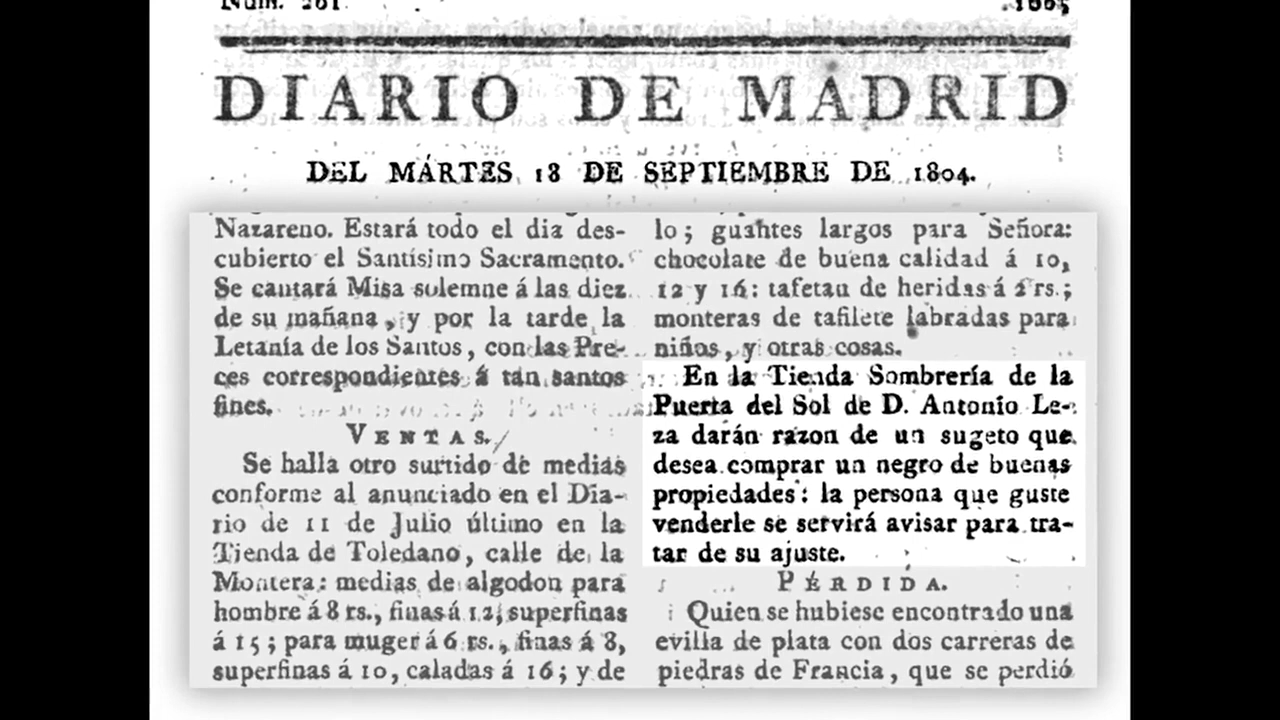 Núm. 261
1065
DIARIO DE MADRID
DEL MÁRTES 18 DE SEPTIEMBRE DE 1804.
Nazareno. Estará todo el dia des-
cubierto el Santísimo Sacramento.
Se cantará Misa solemne á las diez
de su mañana, y por la tarde la
Letanía de los Santos, con las Pre-
ces correspondientes á tan santos
fines.
VENTAS.
Se halla otro surtido de medias
conforme al anunciado en el Dia-
rio de 11 de Julio último en la
Tienda de Toledano, calle de la
Montera: medias de algodon para
hombre á 8 rs., finas á 12, superfinas
á 15; para muger á 6 rs., finas á 8,
superfinas á 10, caladas á 16; y de
lo; guantes largos para Señora:
chocolate de buena calidad á 10,
12 y 16: tafetan de heridas á 2 rs.;
monteras de tafilete labradas para
niños, y otras cosas.
En la Tienda Sombrería de la
Puerta del Sol de D. Antonio Le-
za darán razon de un sugeto que
desea comprar un negro de buenas
propiedades: la persona que guste
venderle se servirá avisar para tra-
tar de su ajuste.
PÉRDIDA.
Quien se hubiese encontrado una
evilla de plata con dos carreras de
piedras de Francia, que se perdió